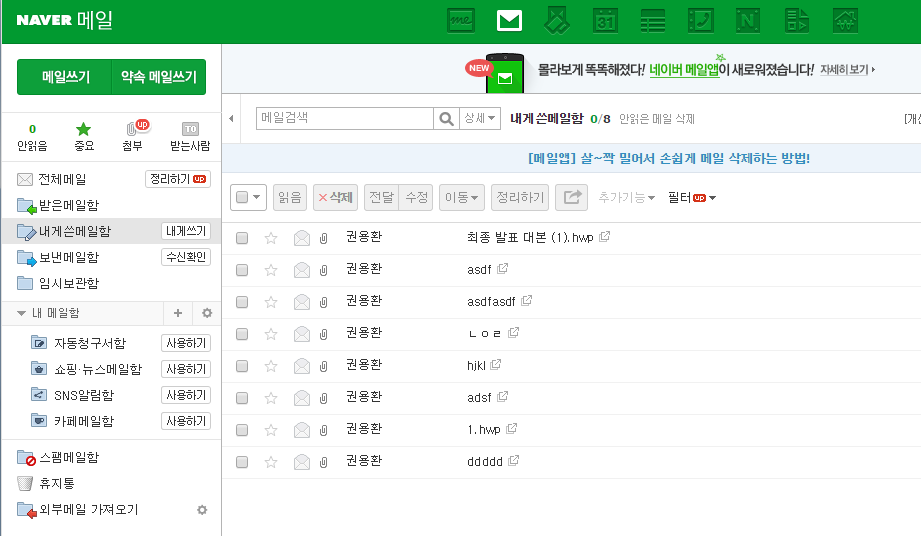 NAVER 메일
me
31
N
메일쓰기 약속 메일쓰기
NEW
몰라보게 똑똑해졌다! 네이버 메일앱이 새로워졌습니다! 자세히 보기
0 up TO
안읽음 중요 첨부 받는사람
메일검색 상세 내게쓴메일함 0/8 안읽은 메일 삭제
[메일앱] 살~짝 밀어서 손쉽게 메일 삭제하는 방법!
전체메일 정리하기 up
받은메일함
내게쓴메일함 내게쓰기
보낸메일함 수신확인
임시보관함
내 메일함 +
자동청구서함 사용하기
쇼핑·뉴스메일함 사용하기
SNS알림함 사용하기
카페메일함 사용하기
스팸메일함
휴지통
외부메일 가져오기
읽음 삭제 전달 수정 이동 정리하기 추가기능 필터 up
권용환 최종 발표 대본 (1).hwp
권용환 asdf
권용환 asdfasdf
권용환 ㄴㅇㄹ
권용환 hjkl
권용환 adsf
권용환 1.hwp
권용환 ddddd